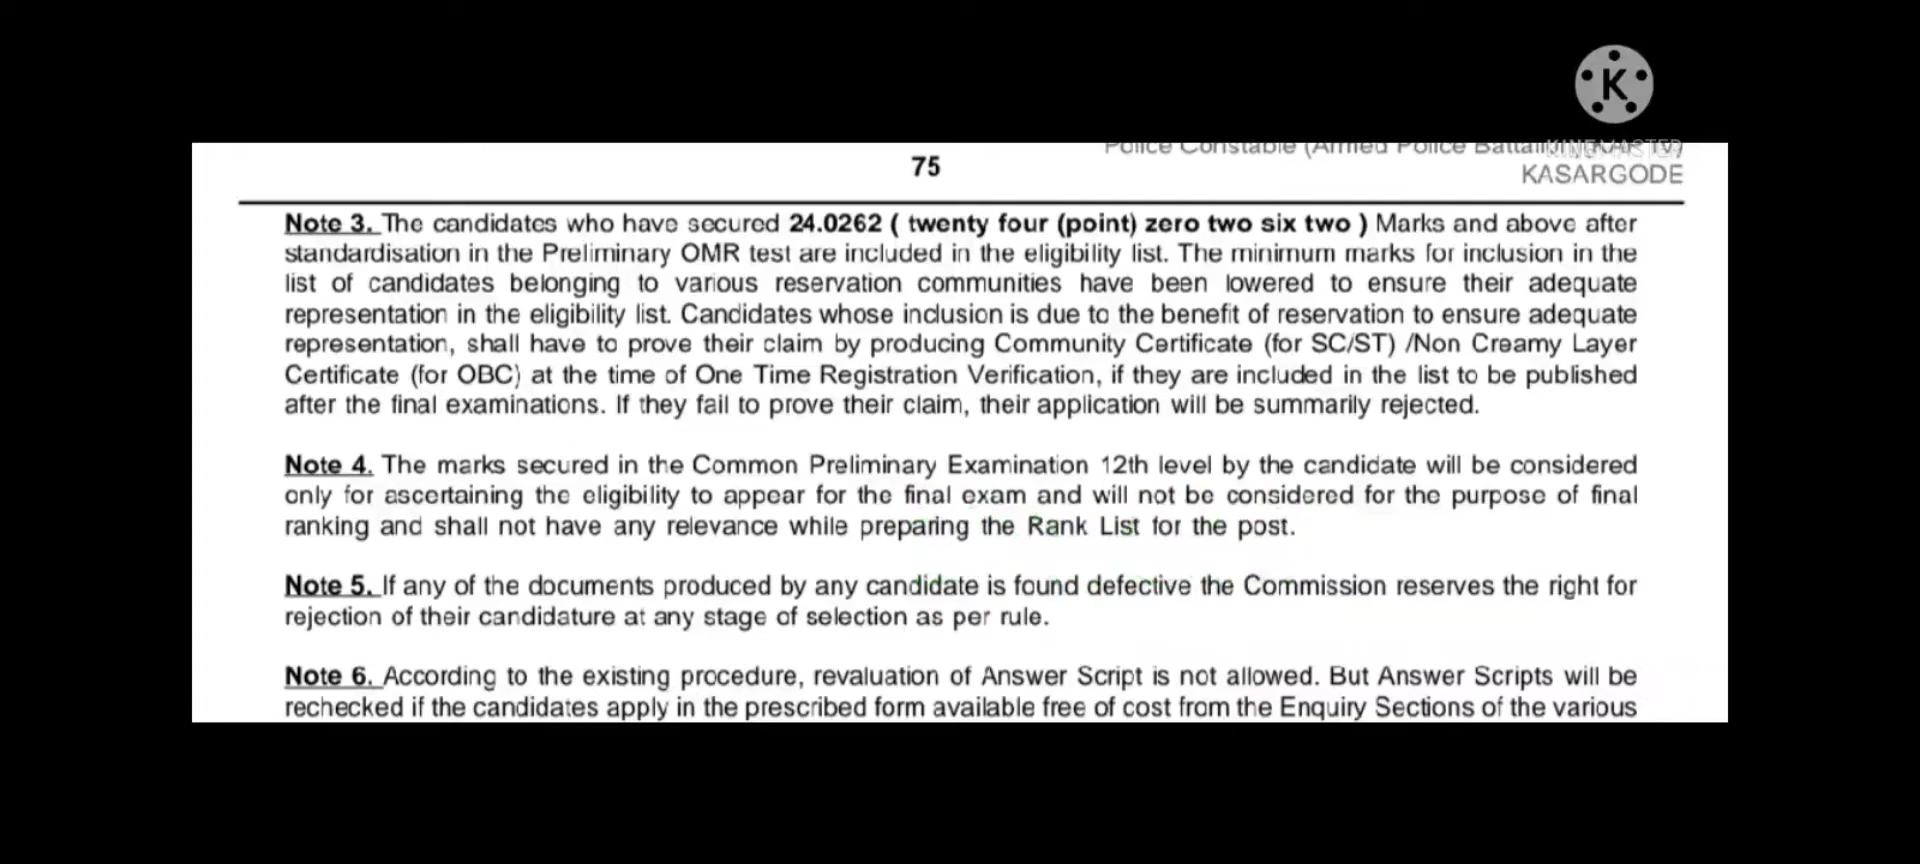 K
KINEMASTER
Police Constable (Armed Police
75
KASARGODE
Note 3. The candidates who have secured 24.0262 ( twenty four (point) zero two six two ) Marks and above after
standardisation in the Preliminary OMR test are included in the eligibility list. The minimum marks for inclusion in the
list of candidates belonging to various reservation communities have been lowered to ensure their adequate
representation in the eligibility list. Candidates whose inclusion is due to the benefit of reservation to ensure adequate
representation, shall have to prove their claim by producing Community Certificate (for SC/ST) /Non Creamy Layer
Certificate (for OBC) at the time of One Time Registration Verification, if they are included in the list to be published
after the final examinations. If they fail to prove their claim, their application will be summarily rejected.
Note 4. The marks secured in the Common Preliminary Examination 12th level by the candidate will be considered
only for ascertaining the eligibility to appear for the final exam and will not be considered for the purpose of final
ranking and shall not have any relevance while preparing the Rank List for the post.
Note 5. If any of the documents produced by any candidate is found defective the Commission reserves the right for
rejection of their candidature at any stage of selection as per rule.
Note 6. According to the existing procedure, revaluation of Answer Script is not allowed. But Answer Scripts will be
rechecked if the candidates apply in the prescribed form available free of cost from the Enquiry Sections of the various